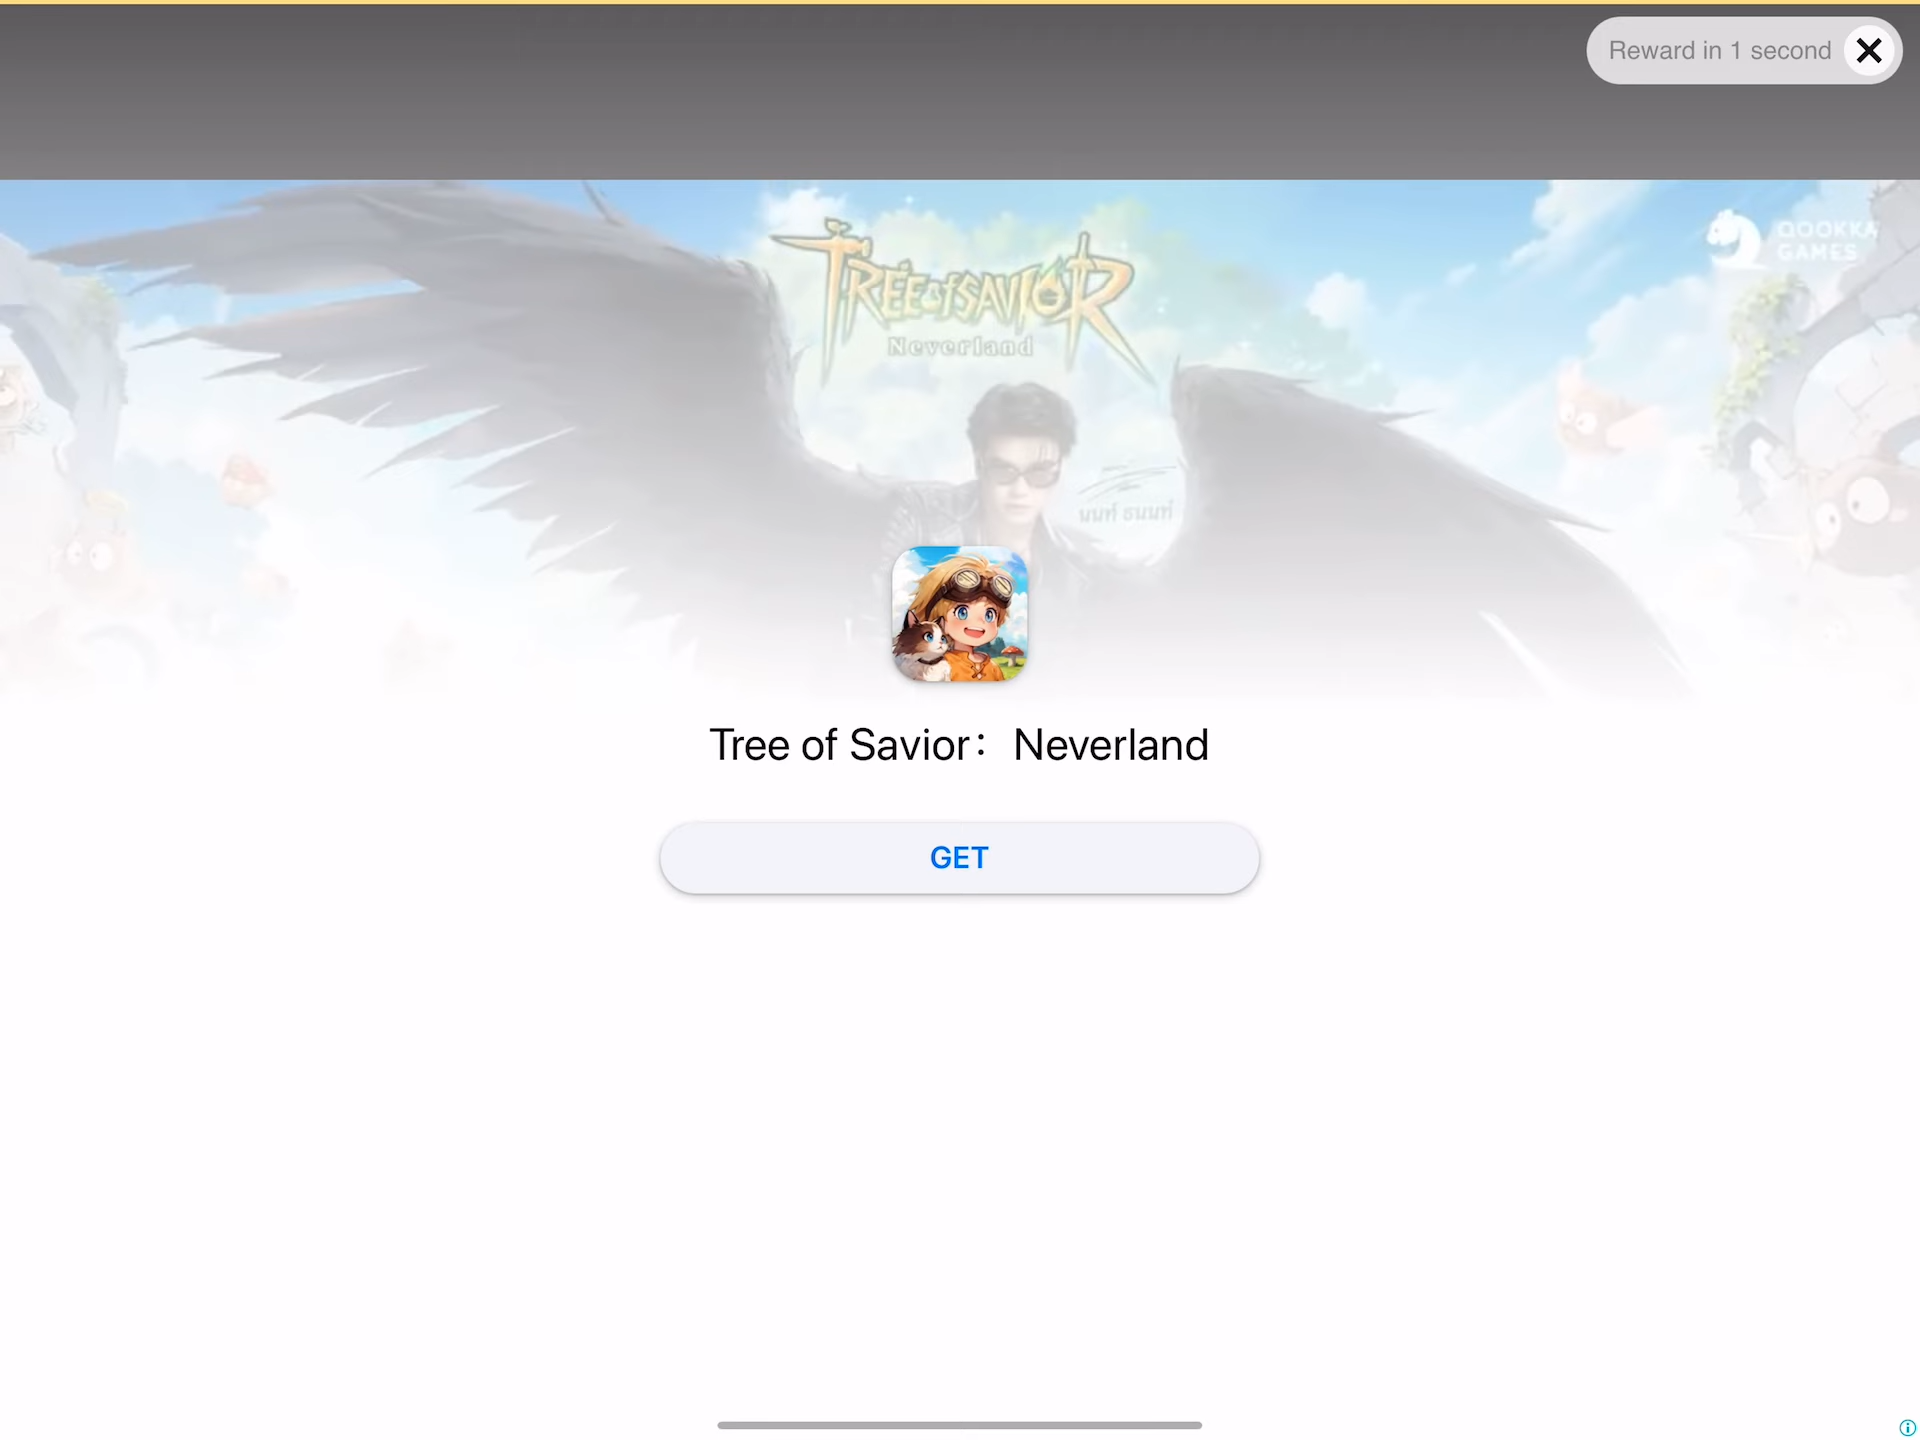 Reward in 1 second
QOOKKA
GAMES
TREE of SAVIOR
Neverland
นนท์ ธนนท์
Tree of Savior：Neverland
GET